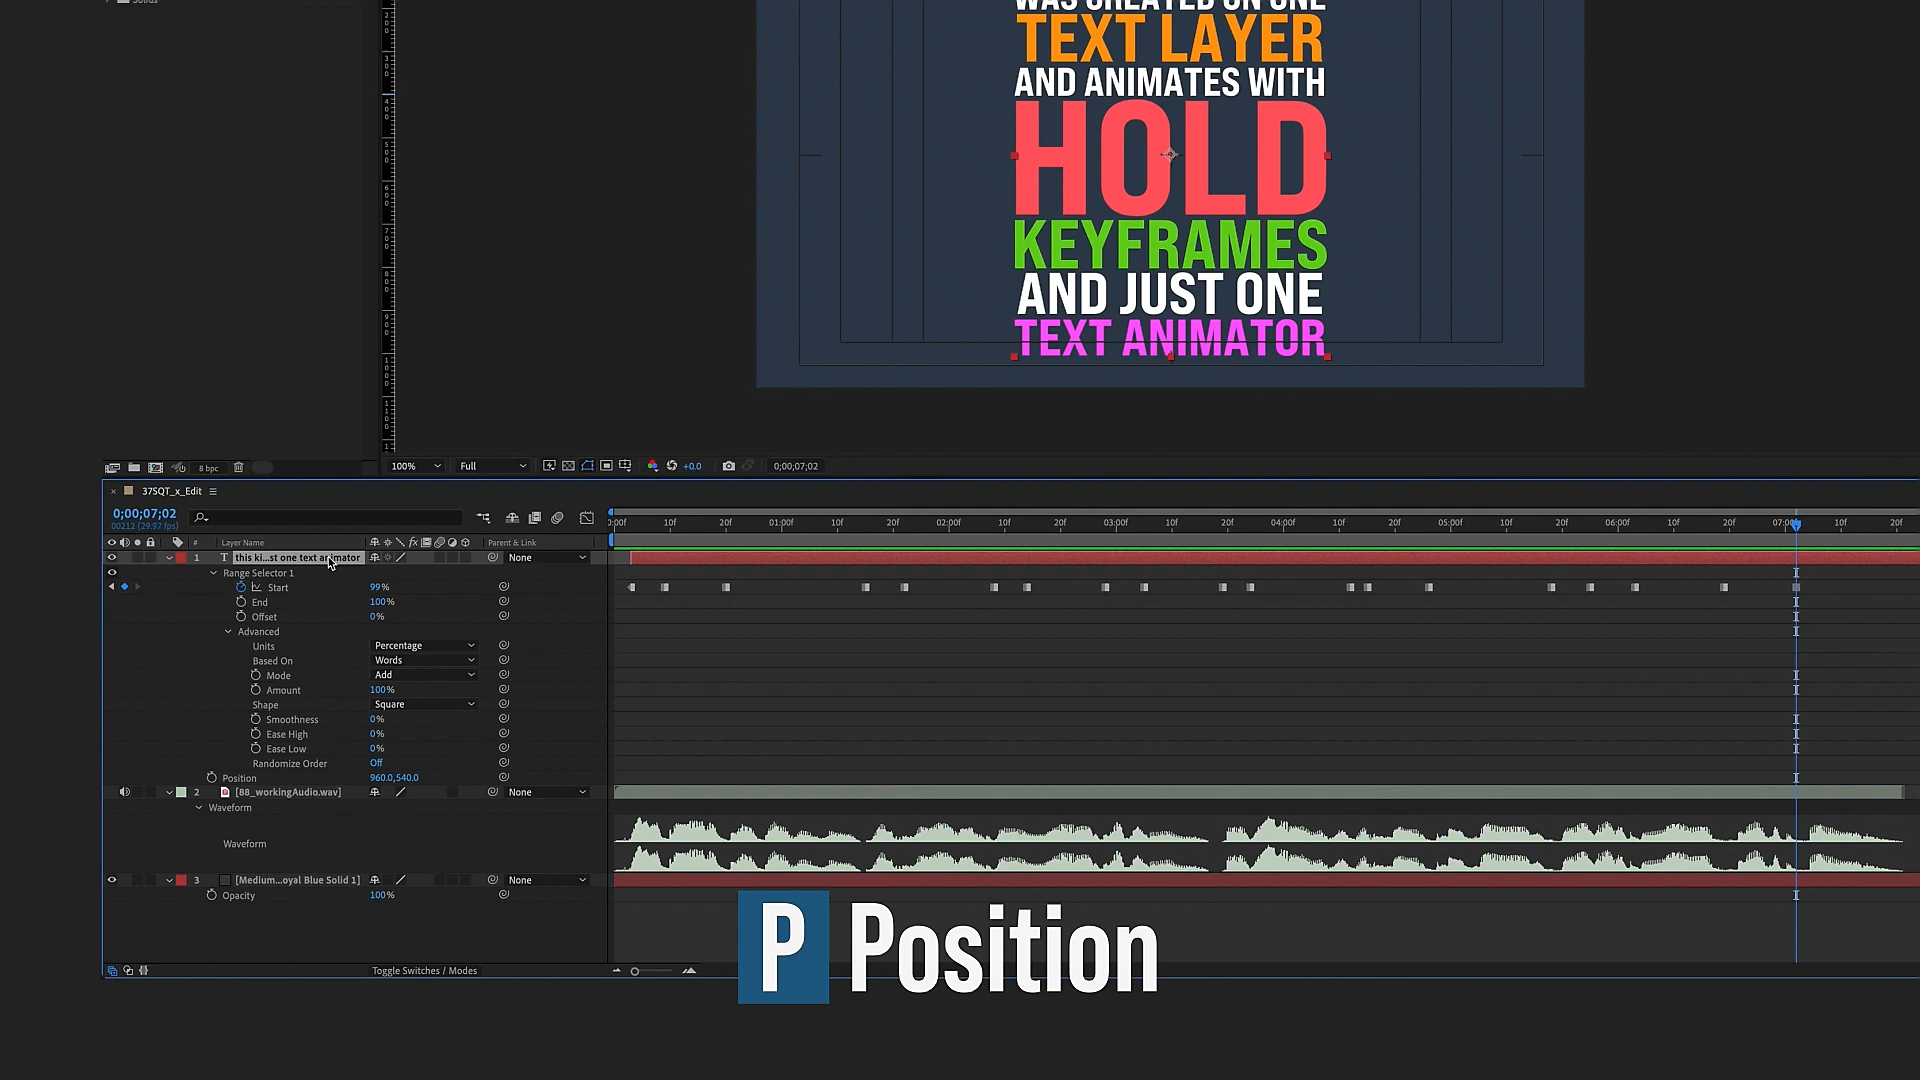 Solids
WAS CREATED ON ONE
TEXT LAYER
AND ANIMATES WITH
HOLD
KEYFRAMES
AND JUST ONE
TEXT ANIMATOR
8 bpc
100%
Full
+0.0
0;00;07;02
37SQT_x_Edit
0;00;07;02
00212 (29.97 fps)
0:00f 10f 20f 01:00f 10f 20f 02:00f 10f 20f 03:00f 10f 20f 04:00f 10f 20f 05:00f 10f 20f 06:00f 10f 20f 07:00f 10f 20f
# Layer Name fx Parent & Link
1 T this ki...st one text animator None
Range Selector 1
Start 99%
End 100%
Offset 0%
Advanced
Units Percentage
Based On Words
Mode Add
Amount 100%
Shape Square
Smoothness 0%
Ease High 0%
Ease Low 0%
Randomize Order Off
Position 960.0,540.0
2 [88_workingAudio.wav] None
Waveform
Waveform
3 [Medium...oyal Blue Solid 1] None
Opacity 100%
P Position
Toggle Switches / Modes